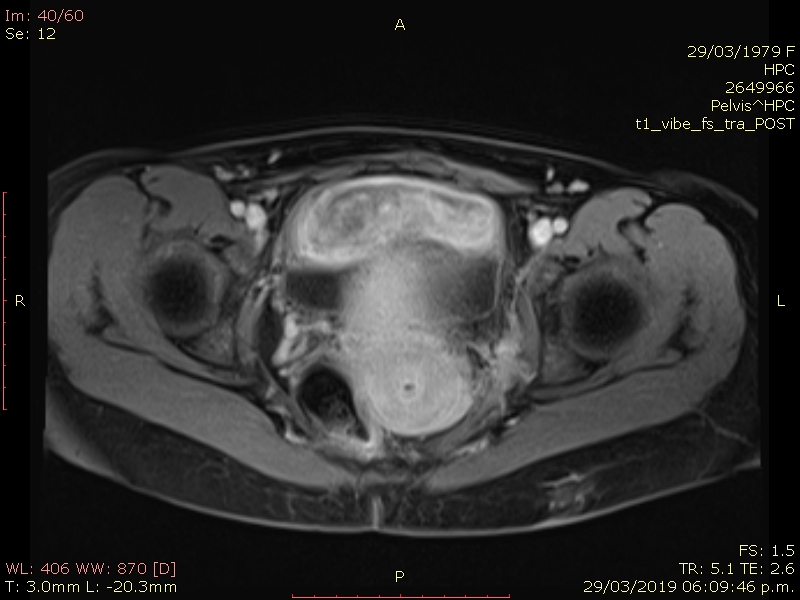 Im: 40/60
Se: 12
A
29/03/1979 F
HPC
2649966
Pelvis^HPC
t1_vibe_fs_tra_POST
R
L
WL: 406 WW: 870 [D]
T: 3.0mm L: -20.3mm
P
FS: 1.5
TR: 5.1 TE: 2.6
29/03/2019 06:09:46 p.m.